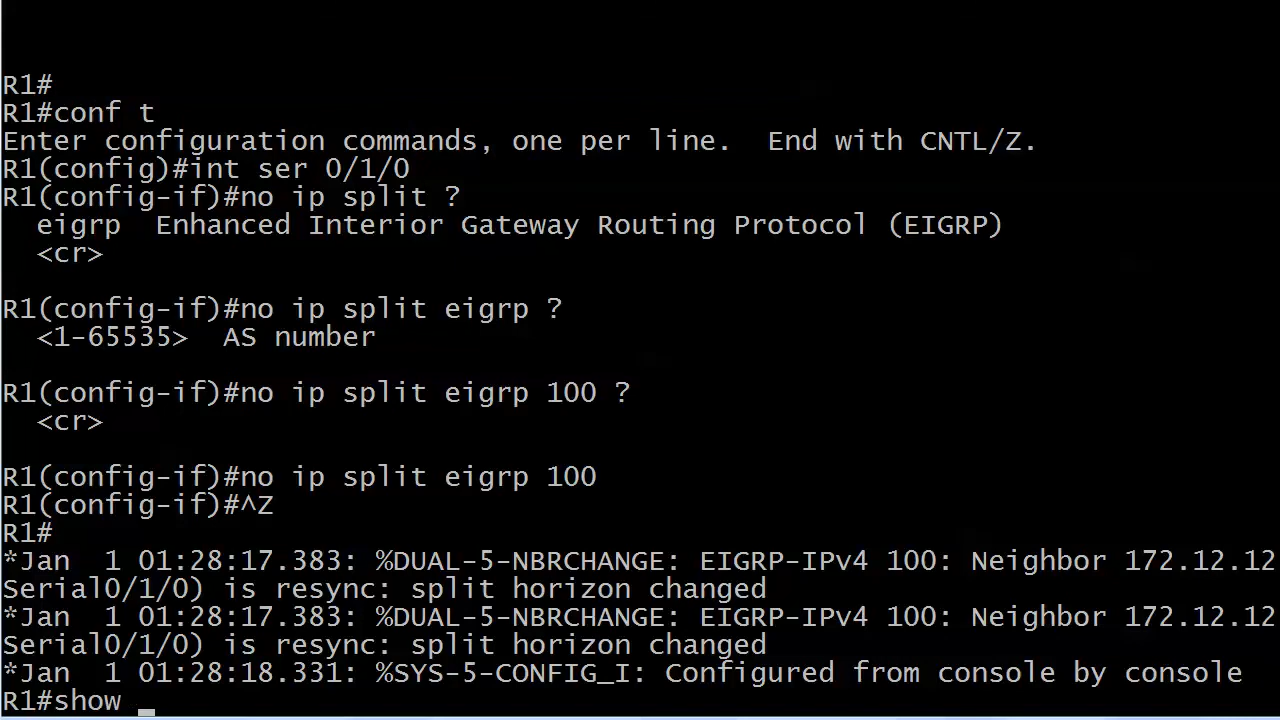 R1#
R1#conf t
Enter configuration commands, one per line.  End with CNTL/Z.
R1(config)#int ser 0/1/0
R1(config-if)#no ip split ?
  eigrp  Enhanced Interior Gateway Routing Protocol (EIGRP)
  <cr>

R1(config-if)#no ip split eigrp ?
  <1-65535>  AS number

R1(config-if)#no ip split eigrp 100 ?
  <cr>

R1(config-if)#no ip split eigrp 100
R1(config-if)#^Z
R1#
*Jan  1 01:28:17.383: %DUAL-5-NBRCHANGE: EIGRP-IPv4 100: Neighbor 172.12.12
Serial0/1/0) is resync: split horizon changed
*Jan  1 01:28:17.383: %DUAL-5-NBRCHANGE: EIGRP-IPv4 100: Neighbor 172.12.12
Serial0/1/0) is resync: split horizon changed
*Jan  1 01:28:18.331: %SYS-5-CONFIG_I: Configured from console by console
R1#show _